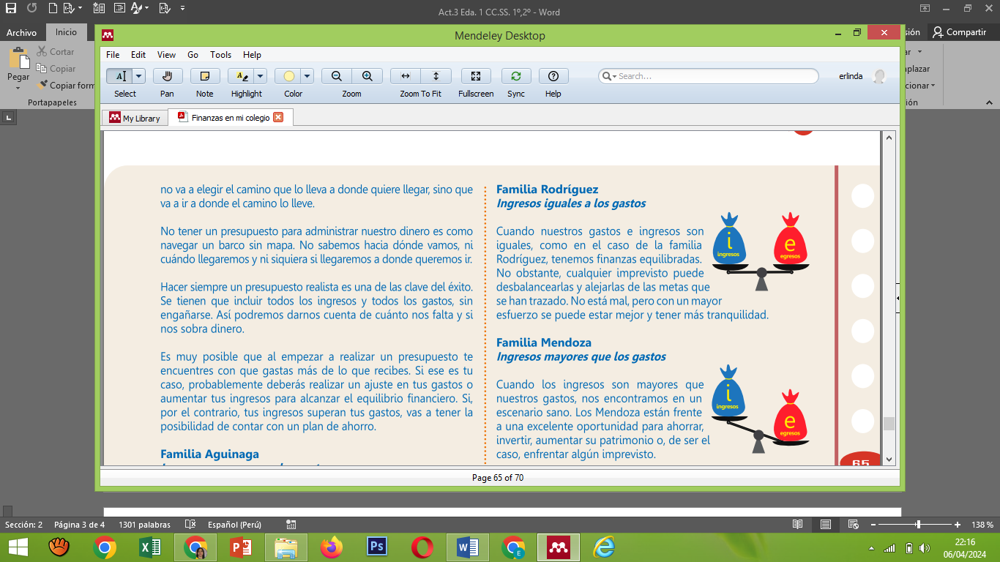 Act.3 Eda. 1 CC.SS. 1º,2º - Word
Archivo
Inicio
Compartir
Cortar
Copiar
Copiar form
Pegar
Portapapeles
Mendeley Desktop
File Edit View Go Tools Help
Select Pan Note Highlight Color Zoom Zoom To Fit Fullscreen Sync Help
Search...
erlinda
My Library
Finanzas en mi colegio
no va a elegir el camino que lo lleva a donde quiere llegar, sino que
va a ir a donde el camino lo lleve.
No tener un presupuesto para administrar nuestro dinero es como
navegar un barco sin mapa. No sabemos hacia dónde vamos, ni
cuándo llegaremos y ni siquiera si llegaremos a donde queremos ir.
Hacer siempre un presupuesto realista es una de las clave del éxito.
Se tienen que incluir todos los ingresos y todos los gastos, sin
engañarse. Así podremos darnos cuenta de cuánto nos falta y si
nos sobra dinero.
Es muy posible que al empezar a realizar un presupuesto te
encuentres con que gastas más de lo que recibes. Si ese es tu
caso, probablemente deberás realizar un ajuste en tus gastos o
aumentar tus ingresos para alcanzar el equilibrio financiero. Si,
por el contrario, tus ingresos superan tus gastos, vas a tener la
posibilidad de contar con un plan de ahorro.
Familia Aguinaga
Familia Rodríguez
Ingresos iguales a los gastos
Cuando nuestros gastos e ingresos son
iguales, como en el caso de la familia
Rodríguez, tenemos finanzas equilibradas.
No obstante, cualquier imprevisto puede
desbalancearlas y alejarlas de las metas que
se han trazado. No está mal, pero con un mayor
esfuerzo se puede estar mejor y tener más tranquilidad.
i
ingresos
e
egresos
Familia Mendoza
Ingresos mayores que los gastos
Cuando los ingresos son mayores que
nuestros gastos, nos encontramos en un
escenario sano. Los Mendoza están frente
a una excelente oportunidad para ahorrar,
invertir, aumentar su patrimonio o, de ser el
caso, enfrentar algún imprevisto.
i
ingresos
e
egresos
65
Page 65 of 70
Sección: 2 Página 3 de 4 1301 palabras Español (Perú) 138 %
22:16
06/04/2024